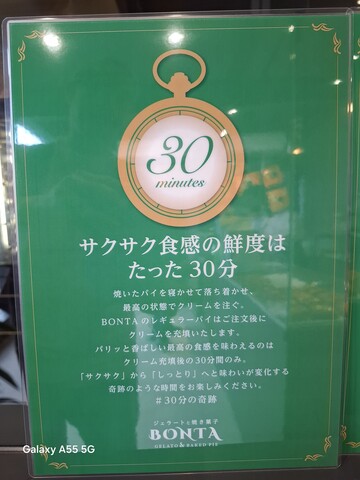 30
minutes
サクサク食感の鮮度は
たった30分
焼いたパイを寝かせて落ち着かせ、
最高の状態でクリームを注ぐ。
BONTAのレギュラーパイはご注文後に
クリームを充填いたします。
パリッと香ばしい最高の食感を味わえるのは
クリーム充填後の30分間のみ。
「サクサク」から「しっとり」へと味わいが変化する
奇跡のような時間をお楽しみください。
#30分の奇跡
ジェラートと焼き菓子
BONTA
GELATO & BAKED PIE
Galaxy A55 5G